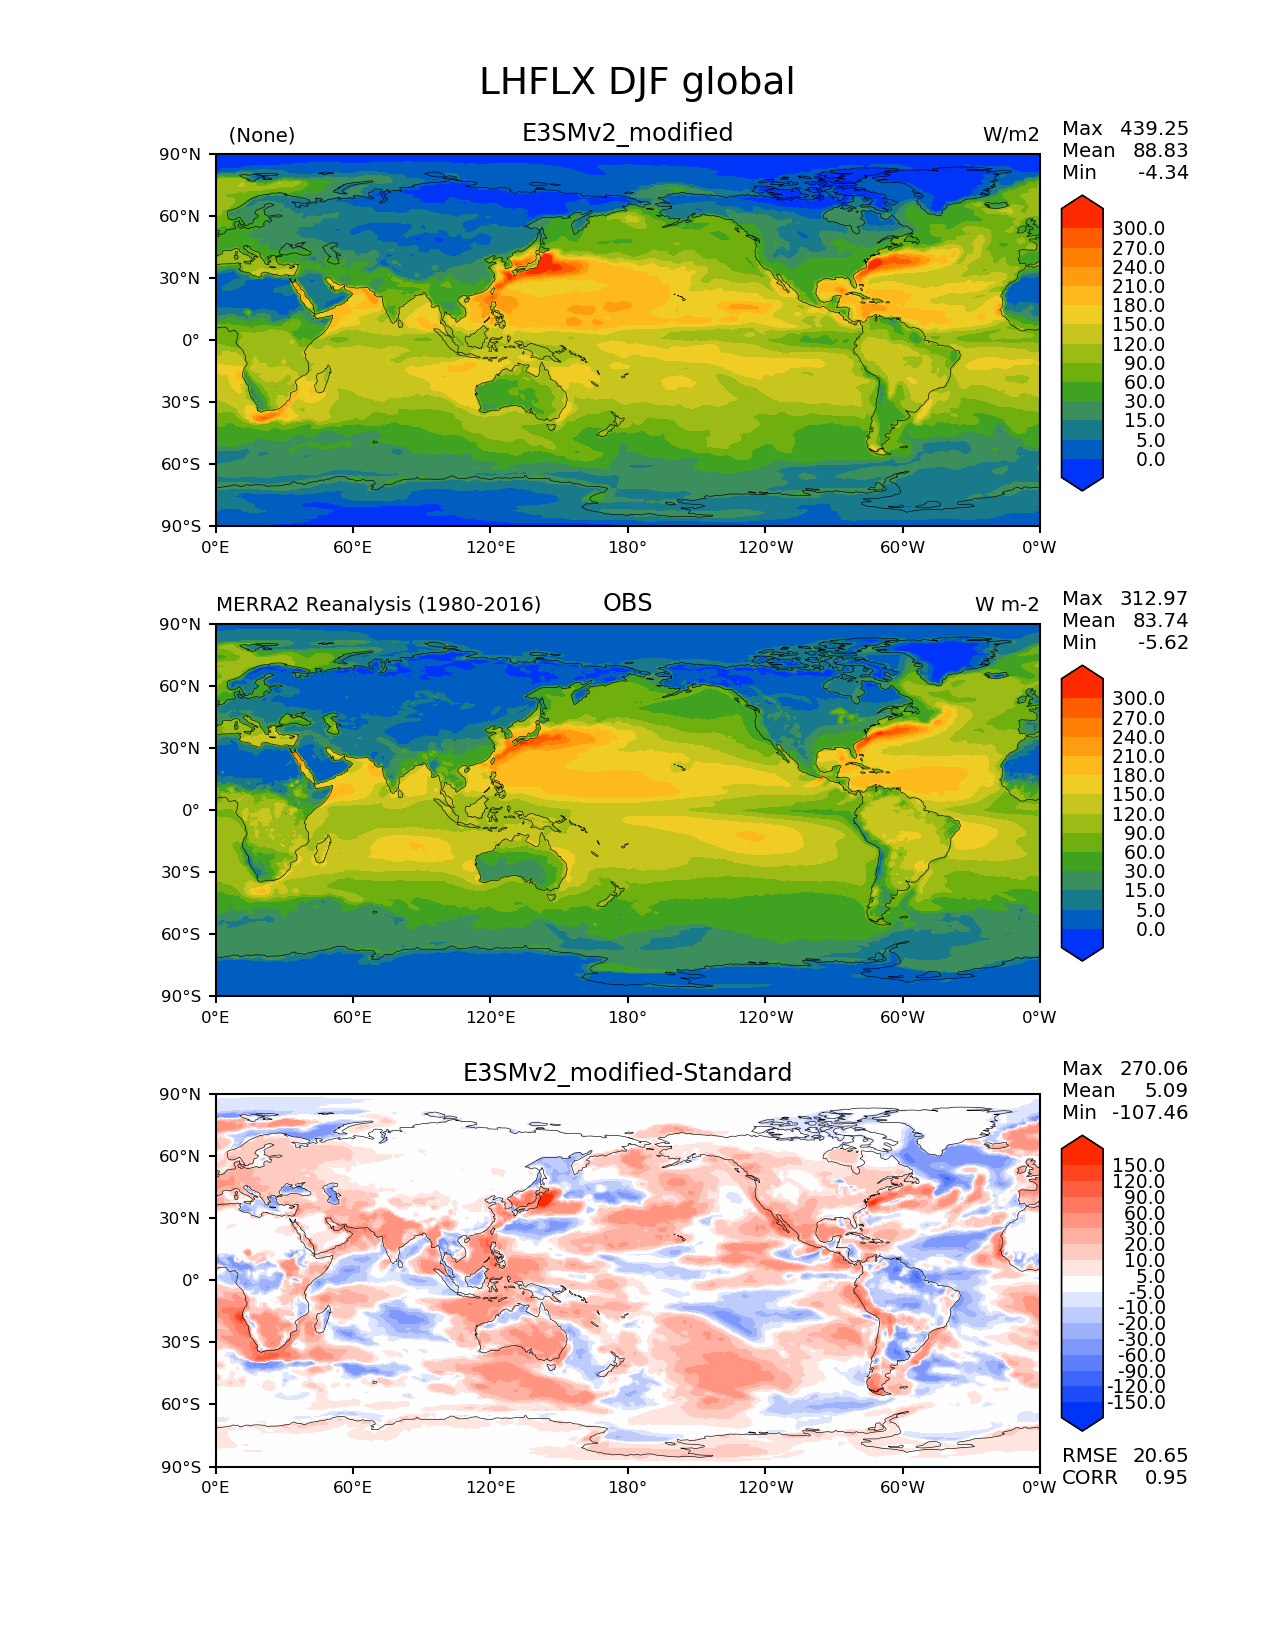 LHFLX DJF global
(None) E3SMv2_modified W/m2
Max 439.25
Mean 88.83
Min -4.34
90°N
60°N
30°N
0°
30°S
60°S
90°S
0°E 60°E 120°E 180° 120°W 60°W 0°W
300.0
270.0
240.0
210.0
180.0
150.0
120.0
90.0
60.0
30.0
15.0
5.0
0.0
MERRA2 Reanalysis (1980-2016) OBS W m-2
Max 312.97
Mean 83.74
Min -5.62
90°N
60°N
30°N
0°
30°S
60°S
90°S
0°E 60°E 120°E 180° 120°W 60°W 0°W
300.0
270.0
240.0
210.0
180.0
150.0
120.0
90.0
60.0
30.0
15.0
5.0
0.0
E3SMv2_modified-Standard
Max 270.06
Mean 5.09
Min -107.46
90°N
60°N
30°N
0°
30°S
60°S
90°S
0°E 60°E 120°E 180° 120°W 60°W 0°W
150.0
120.0
90.0
60.0
30.0
20.0
10.0
5.0
-5.0
-10.0
-20.0
-30.0
-60.0
-90.0
-120.0
-150.0
RMSE 20.65
CORR 0.95